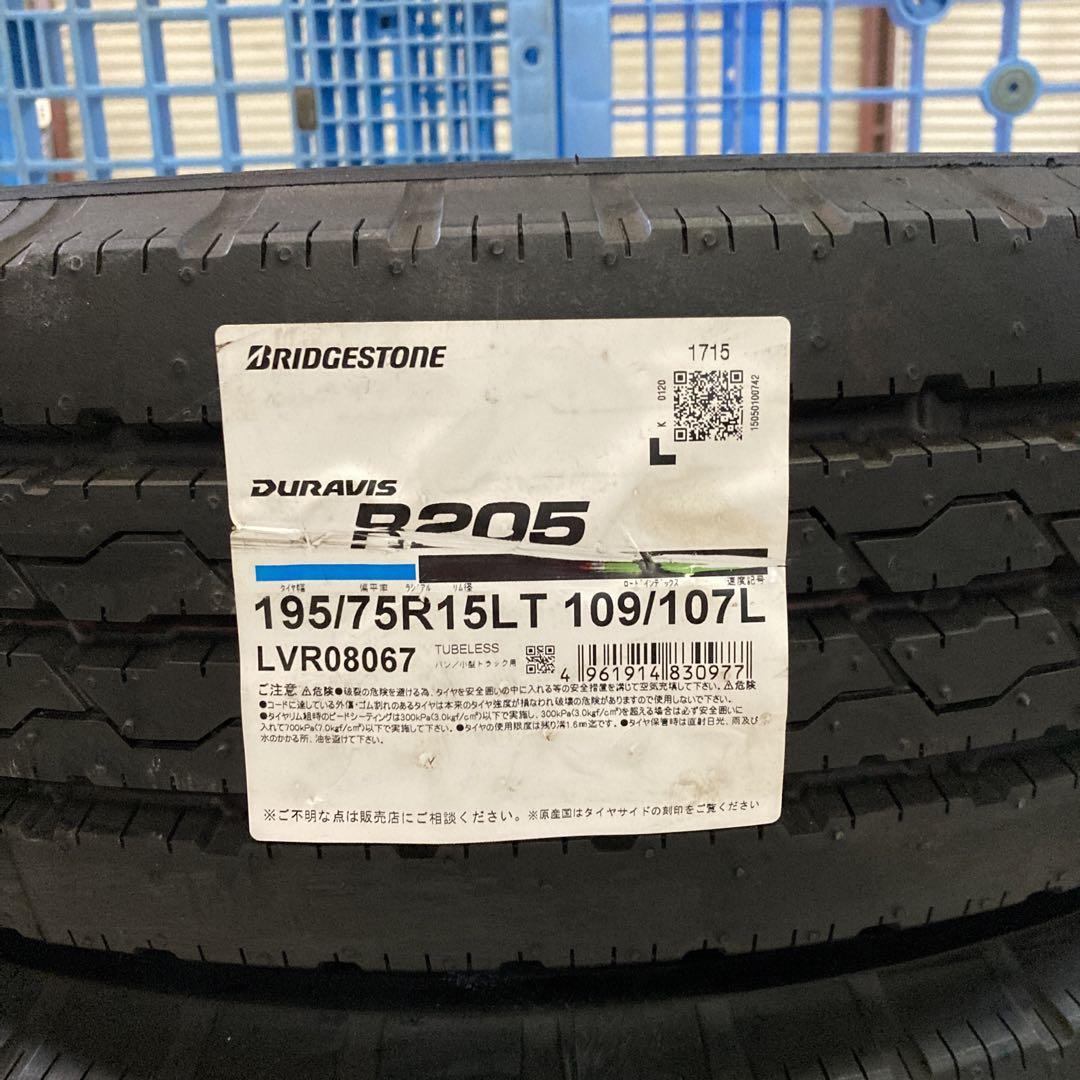 BRIDGESTONE
1715
K 0120
15050100742
L
DURAVIS
R205
タイヤ幅 偏平率 ラジアル リム径 ロードインデックス 速度記号
195/75R15LT 109/107L
LVR08067
TUBELESS
バン/小型トラック用
4 961914 830977
ご注意 ⚠危険●破裂の危険を避ける為、タイヤを安全囲いの中に入れる等の安全措置を講じて空気充填して下さい。⚠危険
●コードに達している外傷・ゴム割れのあるタイヤは本来のタイヤ強度が損なわれ破壊の危険がありますので使用しないで下さい。
●タイヤリム組時のビードシーティングは300kPa(3.0kgf/c㎡)以下で実施し、300kPa(3.0kgf/c㎡)を超える場合は必ず安全囲いに
入れて700kPa(7.0kgf/c㎡)以下で実施して下さい。●タイヤの使用限度は残り溝1.6㎜迄です。●タイヤ保管時は直射日光、雨及び
水のかかる所、油を避けて下さい。
※ご不明な点は販売店にご相談ください。※原産国はタイヤサイドの刻印をご覧ください